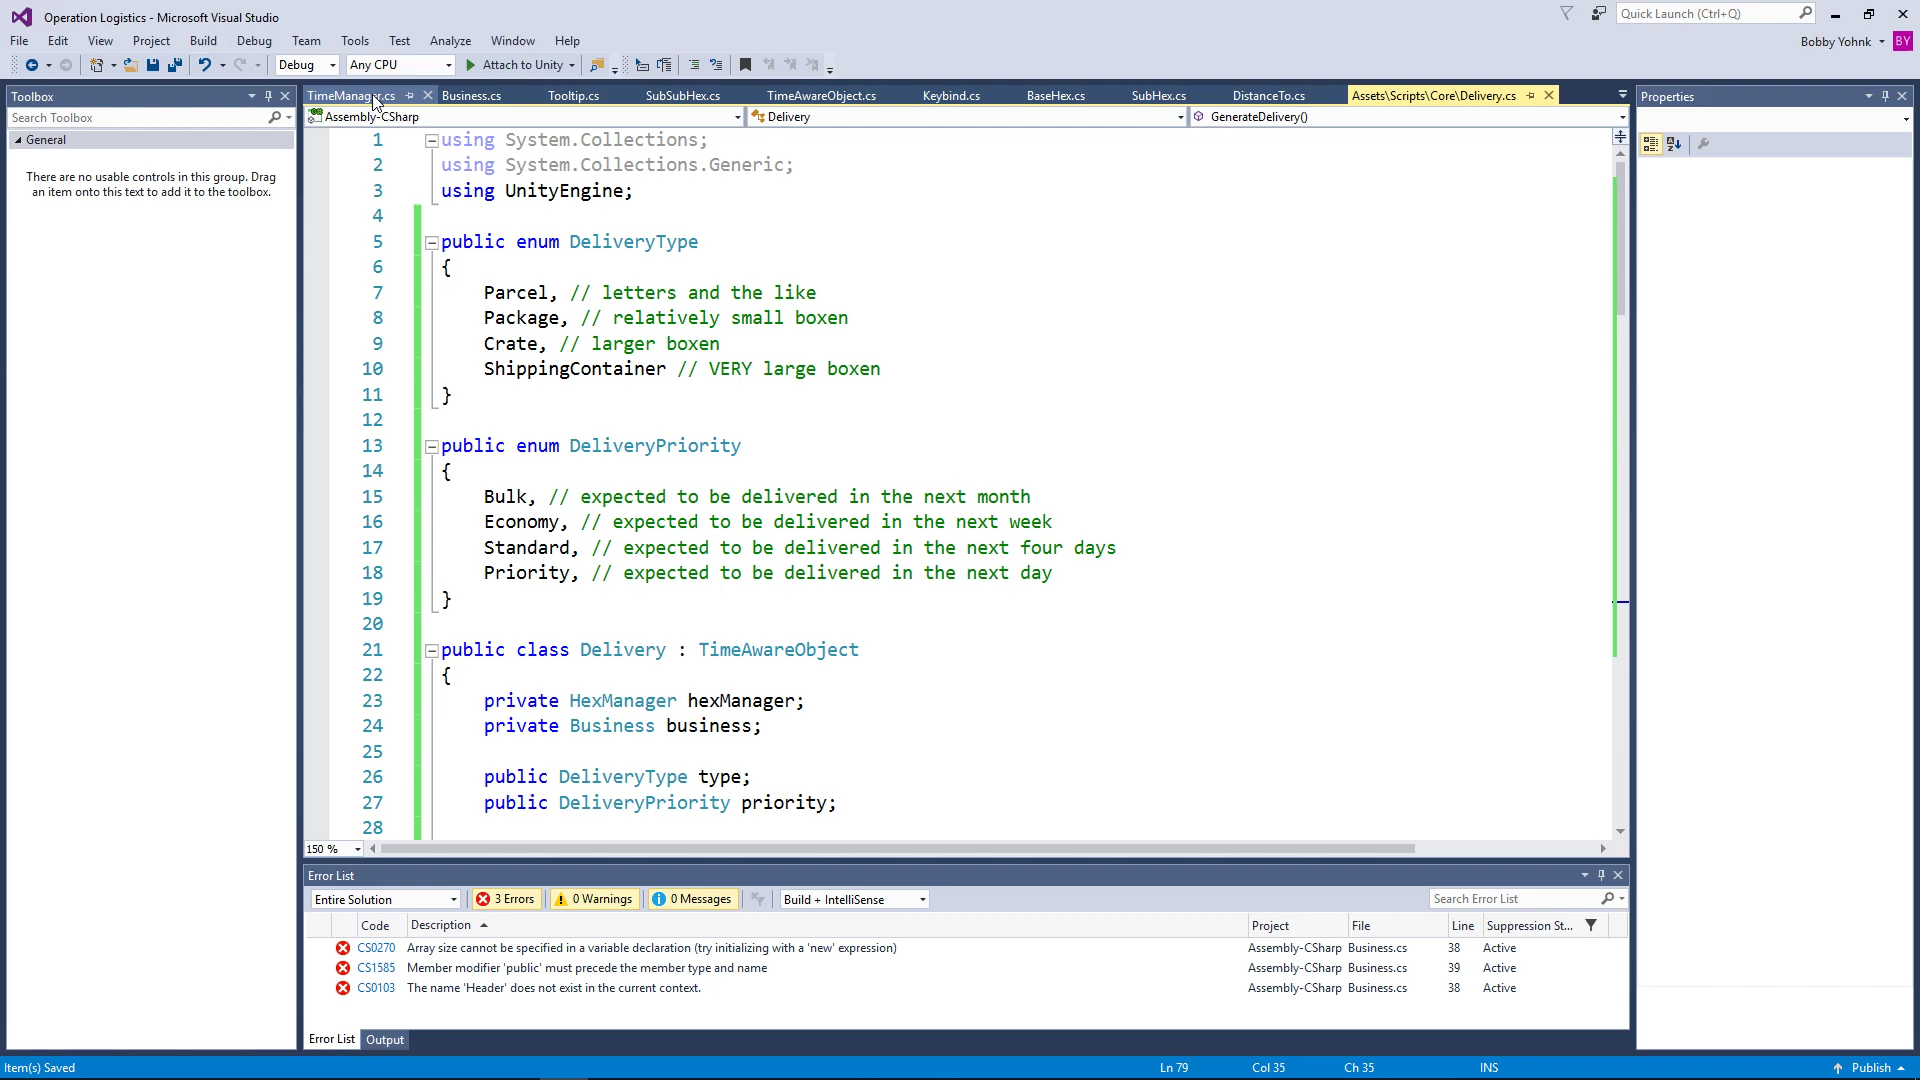 Operation Logistics - Microsoft Visual Studio
Quick Launch (Ctrl+Q)
File Edit View Project Build Debug Team Tools Test Analyze Window Help
Bobby Yohnk BY
Debug Any CPU Attach to Unity
Toolbox
Search Toolbox
General
There are no usable controls in this group. Drag
an item onto this text to add it to the toolbox.
TimeManager.cs Business.cs Tooltip.cs SubSubHex.cs TimeAwareObject.cs Keybind.cs BaseHex.cs SubHex.cs DistanceTo.cs Assets\Scripts\Core\Delivery.cs
Assembly-CSharp Delivery GenerateDelivery()
1 using System.Collections;
2 using System.Collections.Generic;
3 using UnityEngine;
4
5 public enum DeliveryType
6 {
7 Parcel, // letters and the like
8 Package, // relatively small boxen
9 Crate, // larger boxen
10 ShippingContainer // VERY large boxen
11 }
12
13 public enum DeliveryPriority
14 {
15 Bulk, // expected to be delivered in the next month
16 Economy, // expected to be delivered in the next week
17 Standard, // expected to be delivered in the next four days
18 Priority, // expected to be delivered in the next day
19 }
20
21 public class Delivery : TimeAwareObject
22 {
23 private HexManager hexManager;
24 private Business business;
25
26 public DeliveryType type;
27 public DeliveryPriority priority;
28
150 %
Properties
Error List
Entire Solution 3 Errors 0 Warnings 0 Messages Build + IntelliSense Search Error List
Code Description Project File Line Suppression St...
CS0270 Array size cannot be specified in a variable declaration (try initializing with a 'new' expression) Assembly-CSharp Business.cs 38 Active
CS1585 Member modifier 'public' must precede the member type and name Assembly-CSharp Business.cs 39 Active
CS0103 The name 'Header' does not exist in the current context. Assembly-CSharp Business.cs 38 Active
Error List Output
Item(s) Saved Ln 79 Col 35 Ch 35 INS Publish